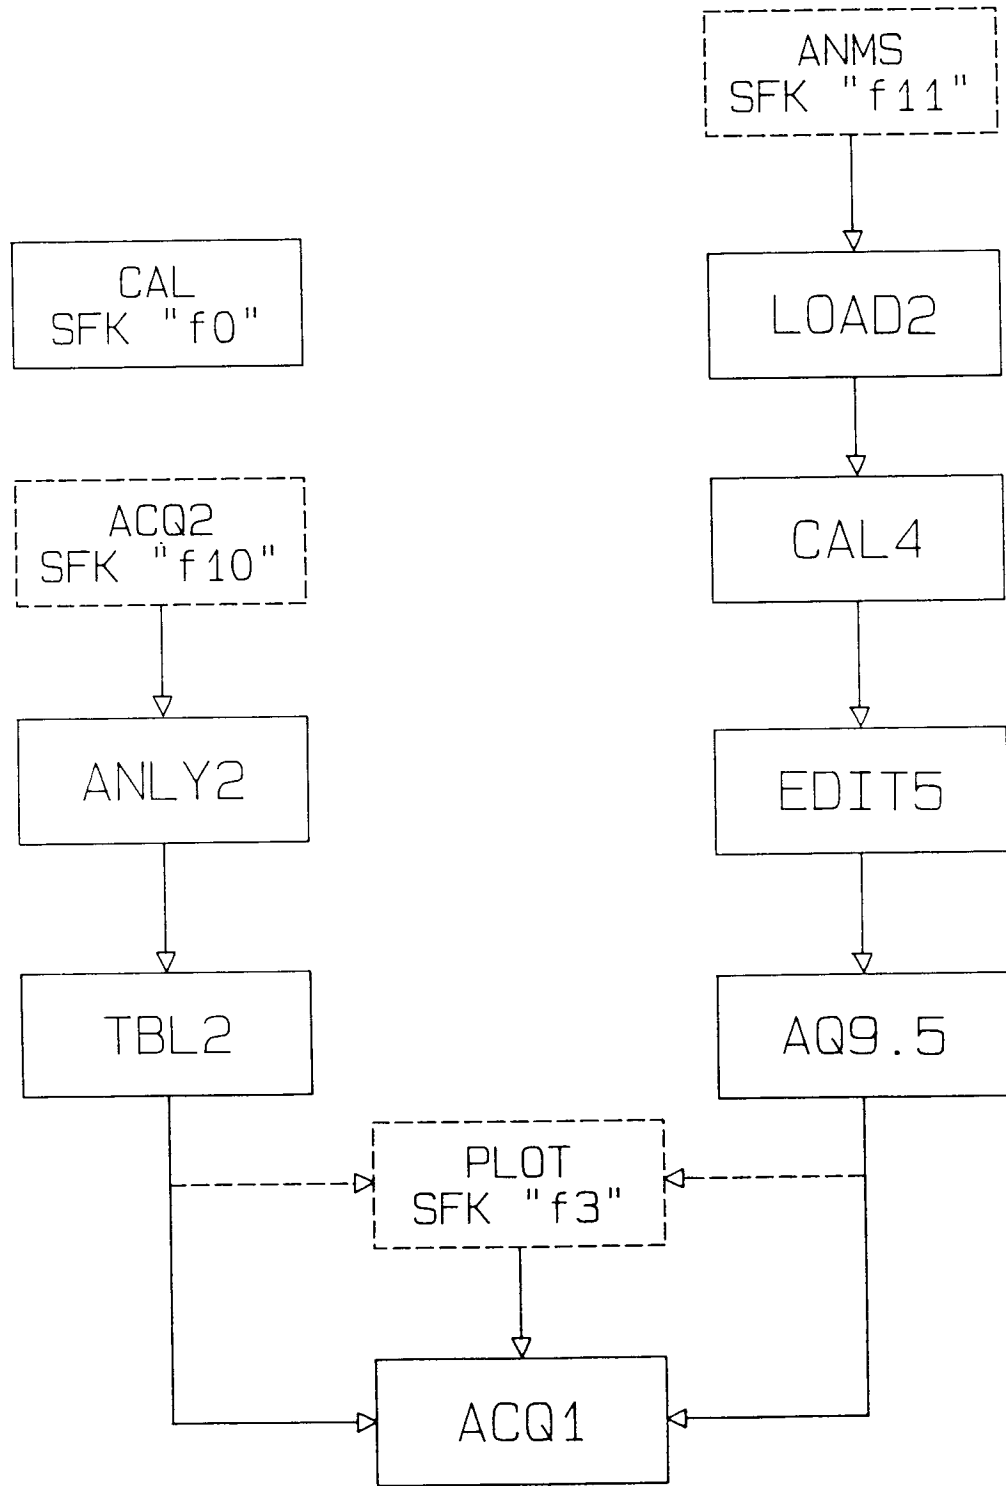 ANMS
SFK "f11"
CAL
SFK "f0"
LOAD2
ACQ2
SFK "f10"
CAL4
ANLY2
EDIT5
TBL2
AQ9.5
PLOT
SFK "f3"
ACQ1